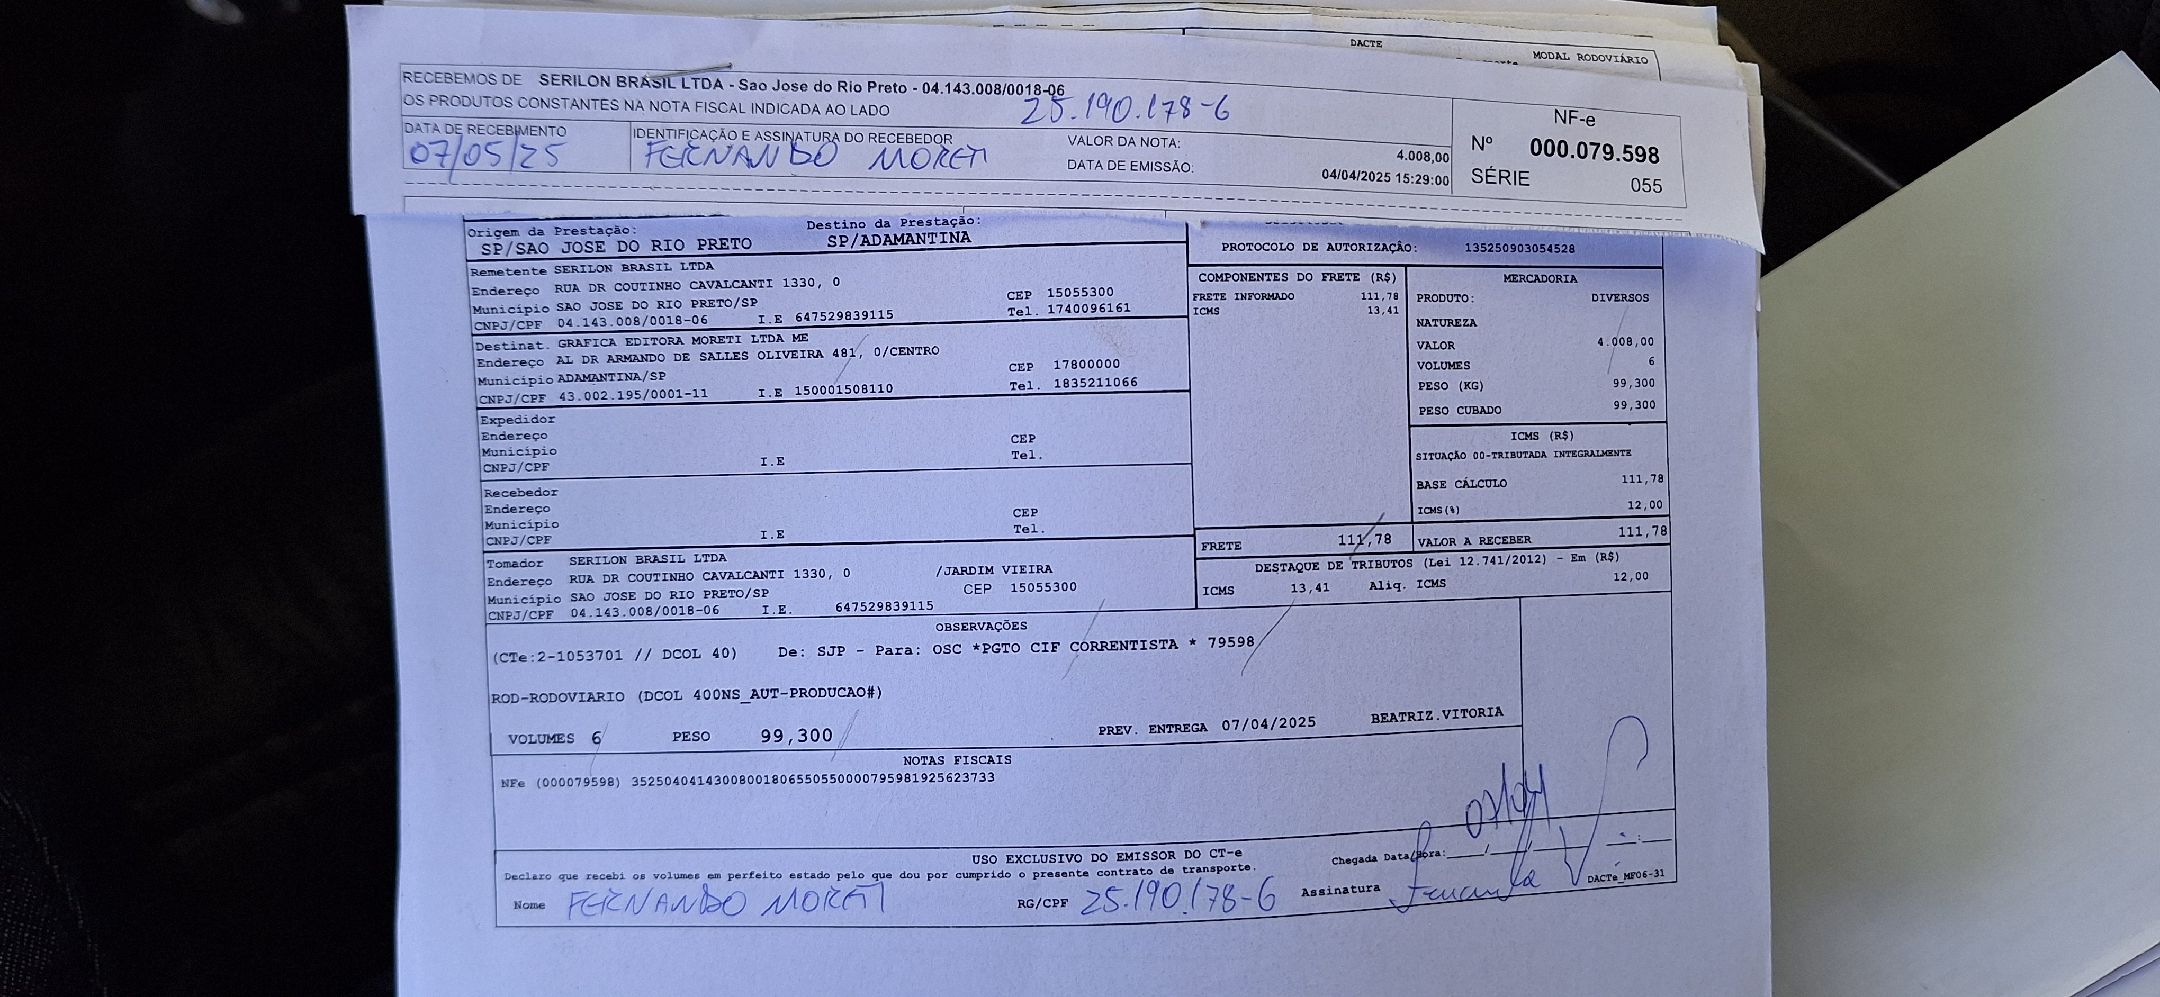 DACTE
MODAL RODOVIÁRIO
RECEBEMOS DE SERILON BRASIL LTDA - Sao Jose do Rio Preto - 04.143.008/0018-06
OS PRODUTOS CONSTANTES NA NOTA FISCAL INDICADA AO LADO
25.190.178-6
DATA DE RECEBIMENTO
07/05/25
IDENTIFICAÇÃO E ASSINATURA DO RECEBEDOR
FERNANDO MORETI
VALOR DA NOTA: 4.008,00
DATA DE EMISSÃO: 04/04/2025 15:29:00
NF-e
Nº 000.079.598
SÉRIE 055
Origem da Prestação:
SP/SAO JOSE DO RIO PRETO
Destino da Prestação:
SP/ADAMANTINA
PROTOCOLO DE AUTORIZAÇÃO: 135250903054528
Remetente SERILON BRASIL LTDA
Endereço RUA DR COUTINHO CAVALCANTI 1330, 0
Município SAO JOSE DO RIO PRETO/SP CEP 15055300
CNPJ/CPF 04.143.008/0018-06 I.E 647529839115 Tel. 1740096161
Destinat. GRAFICA EDITORA MORETI LTDA ME
Endereço AL DR ARMANDO DE SALLES OLIVEIRA 481, 0/CENTRO
Município ADAMANTINA/SP CEP 17800000
CNPJ/CPF 43.002.195/0001-11 I.E 150001508110 Tel. 1835211066
Expedidor
Endereço
Município CEP
CNPJ/CPF I.E Tel.
Recebedor
Endereço
Município CEP
CNPJ/CPF I.E Tel.
Tomador SERILON BRASIL LTDA
Endereço RUA DR COUTINHO CAVALCANTI 1330, 0 /JARDIM VIEIRA
Município SAO JOSE DO RIO PRETO/SP CEP 15055300
CNPJ/CPF 04.143.008/0018-06 I.E. 647529839115
COMPONENTES DO FRETE (R$)
FRETE INFORMADO 111,78
ICMS 13,41
MERCADORIA
PRODUTO: DIVERSOS
NATUREZA
VALOR 4.008,00
VOLUMES 6
PESO (KG) 99,300
PESO CUBADO 99,300
ICMS (R$)
SITUAÇÃO 00-TRIBUTADA INTEGRALMENTE
BASE CÁLCULO 111,78
ICMS(%) 12,00
FRETE 111,78
VALOR A RECEBER 111,78
DESTAQUE DE TRIBUTOS (Lei 12.741/2012) - Em (R$)
ICMS 13,41 Aliq. ICMS 12,00
OBSERVAÇÕES
(CTe:2-1053701 // DCOL 40) De: SJP - Para: OSC *PGTO CIF CORRENTISTA * 79598
ROD-RODOVIARIO (DCOL 400NS_AUT-PRODUCAO#)
VOLUMES 6 PESO 99,300 PREV. ENTREGA 07/04/2025 BEATRIZ.VITORIA
NOTAS FISCAIS
NFe (000079598) 35250404143008001806550550000795981925623733
USO EXCLUSIVO DO EMISSOR DO CT-e
Declaro que recebi os volumes em perfeito estado pelo que dou por cumprido o presente contrato de transporte.
Nome FERNANDO MORETI RG/CPF 25.190.178-6 Assinatura
Chegada Data/Hora: 07/04
DACTe_MF06-31